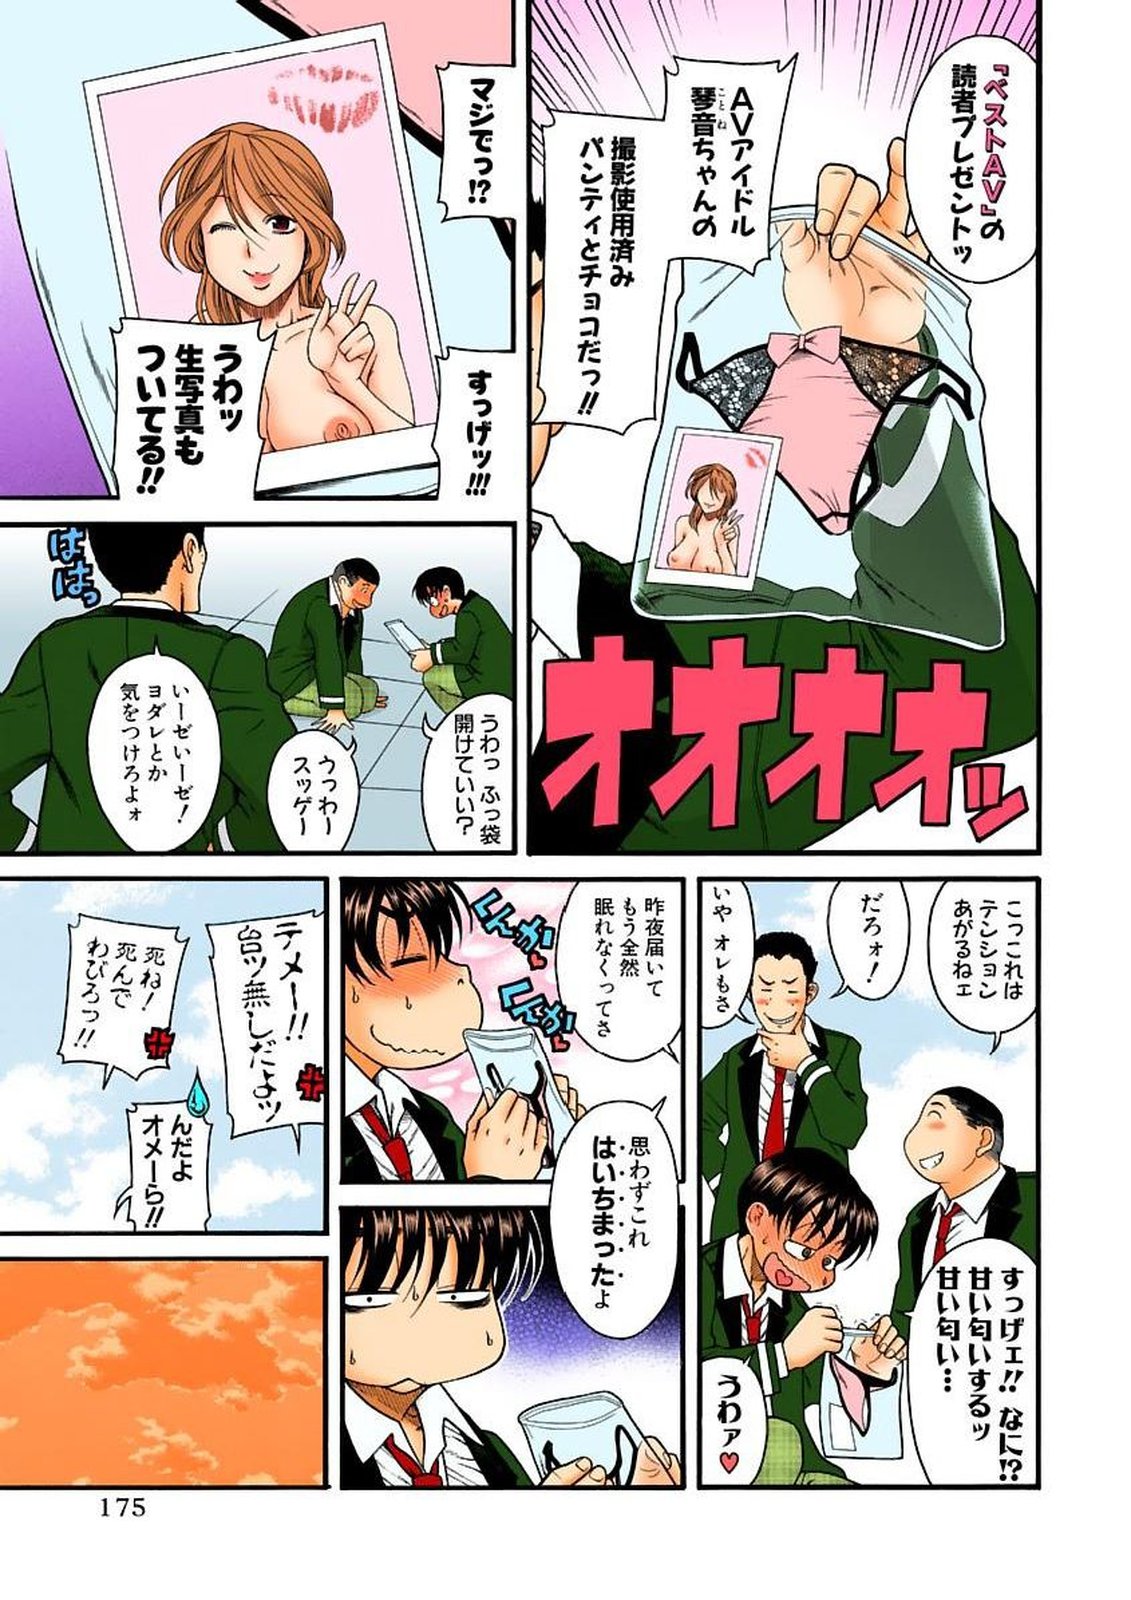 『ベストAV』の
読者プレゼントッ
AVアイドル
琴音ちゃんの
ことね
撮影使用済み
パンティとチョコだっ!!
オオオオッ
マジでっ!?
すっげッ!!!
うわッ
生写真も
ついてる!!
うわっ ふっ袋
開けていい?
うっわー
スッゲー
いーぜいーぜ!
ヨダレとか
気をつけろよォ
ははっ
こっこれは
テンション
あがるねェ
だろォ!
いや オレもさ
すっげェ!! なに!?
甘い匂いするッ
甘い匂い…
うわァ♥
昨夜届いて
もう全然
眠れなくってさ
くんか♥
くんか♥
思わずこれ
はいちまったよ
テメー!!
台ッ無しだよッ
死ね!
死んで
わびろっ!!
んだよ
オメーら!!
175